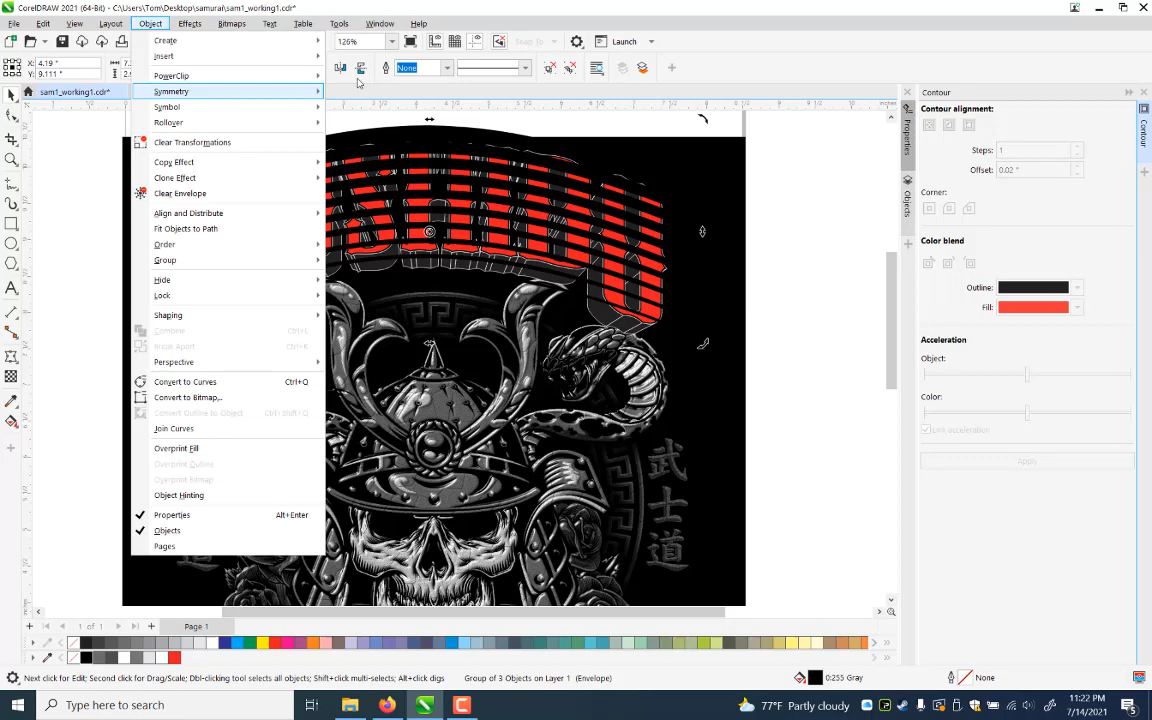 CorelDRAW 2021 (64-Bit) - C:\Users\Tom\Desktop\samurai\sam1_working1.cdr*
File Edit View Layout Object Effects Bitmaps Text Table Tools Window Help
126% Snap To Launch
X: 4.19 "
Y: 9.111 "
None
sam1_working1.cdr*
Create
Insert
PowerClip
Symmetry
Symbol
Rollover
Clear Transformations
Copy Effect
Clone Effect
Clear Envelope
Align and Distribute
Fit Objects to Path
Order
Group
Hide
Lock
Shaping
Combine Ctrl+L
Break Apart Ctrl+K
Perspective
Convert to Curves Ctrl+Q
Convert to Bitmap...
Convert Outline to Object Ctrl+Shift+Q
Join Curves
Overprint Fill
Overprint Outline
Overprint Bitmap
Object Hinting
Properties Alt+Enter
Objects
Pages
inches
武
士
道
Contour
Contour alignment:
Steps: 1
Offset: 0.02 "
Corner:
Color blend
Outline:
Fill:
Acceleration
Object:
Color:
Link acceleration
Apply
Properties
Objects
Contour
1 of 1 Page 1
Next click for Edit; Second click for Drag/Scale; Dbl-clicking tool selects all objects; Shift+click multi-selects; Alt+click digs
Group of 3 Objects on Layer 1 (Envelope)
0:255 Gray
None
Type here to search
77°F Partly cloudy
11:22 PM
7/14/2021
5